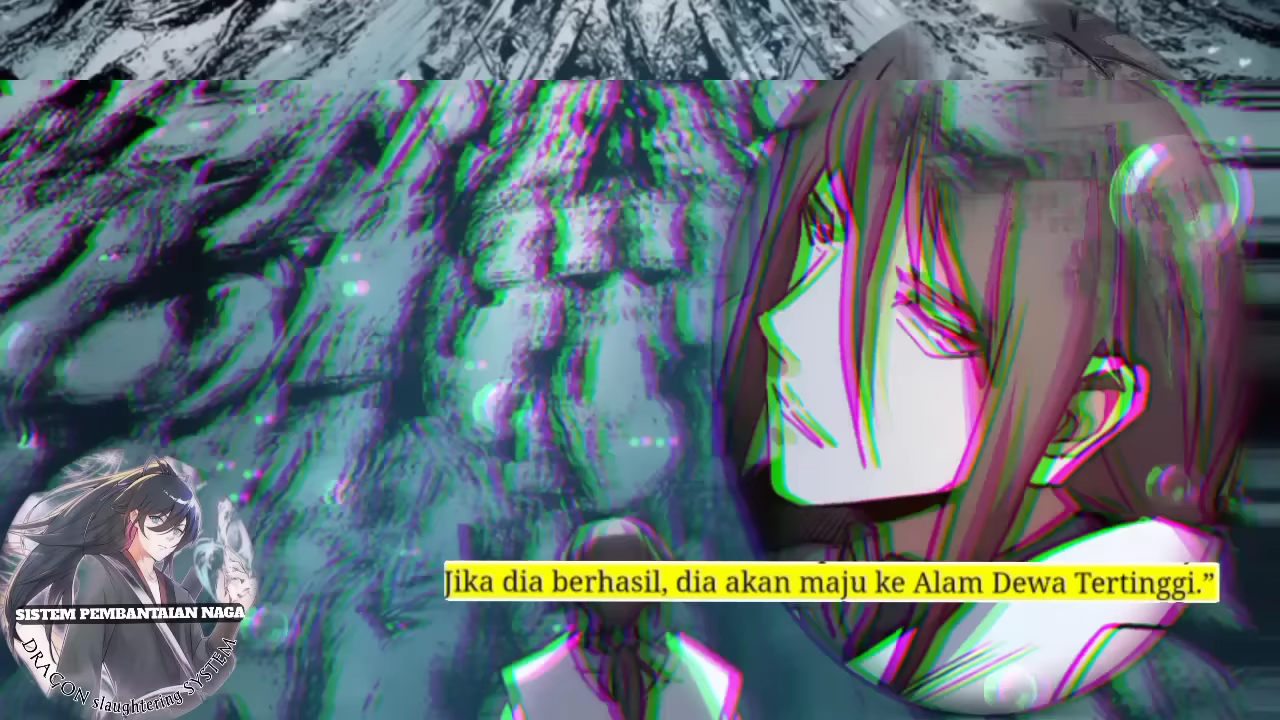 Jika dia berhasil, dia akan maju ke Alam Dewa Tertinggi.”
SISTEM PEMBANTAIAN NAGA
DRAGON slaughtering SYSTEM